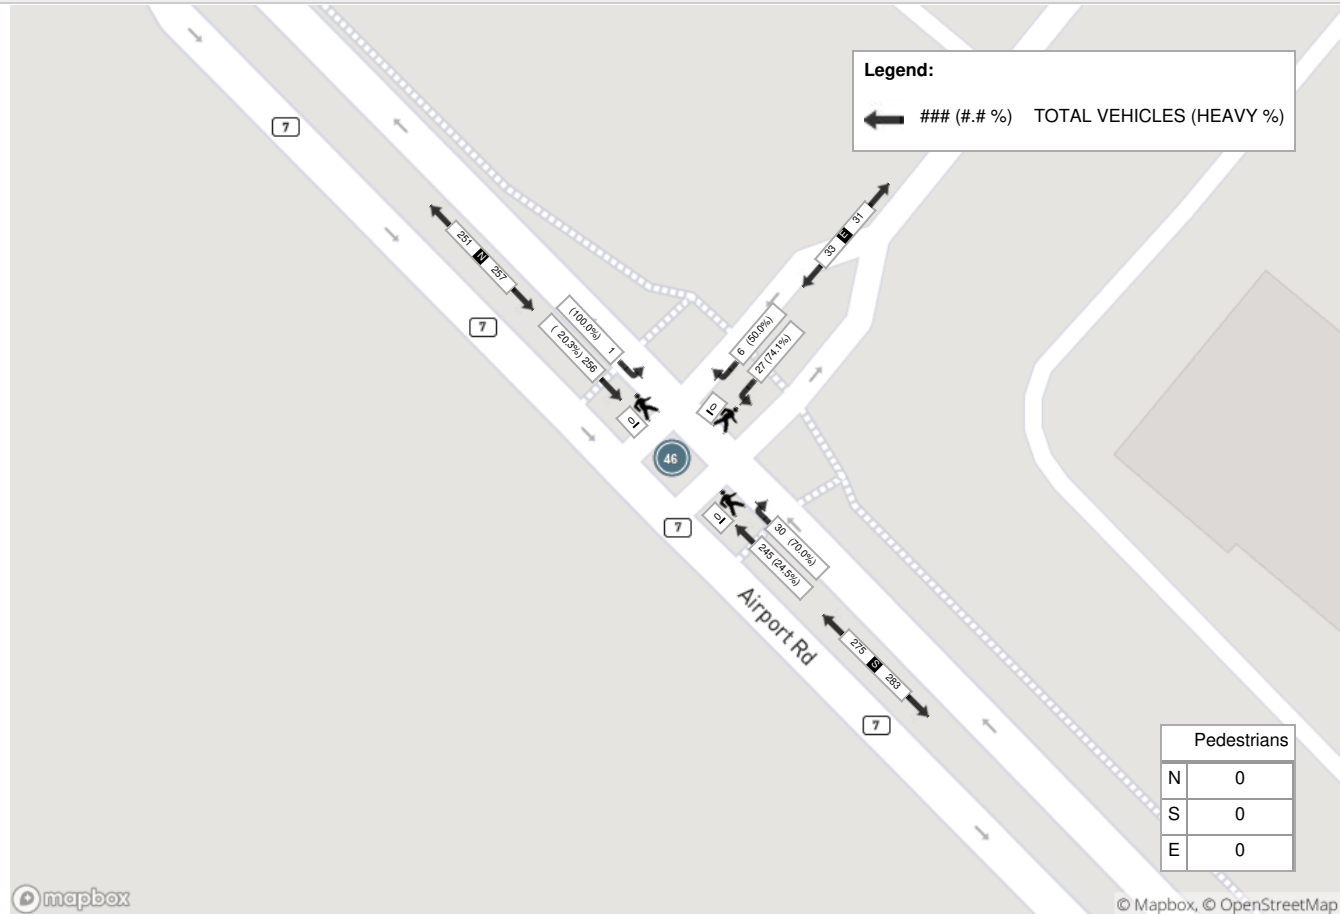 Legend:
### (#.# %) TOTAL VEHICLES (HEAVY %)
7
31
E
33
251
N
257
7
(100.0%) 1
( 20.3%) 256
6 (50.0%)
27 (74.1%)
0
0
46
7
0
30 (70.0%)
245 (24.5%)
Airport Rd
275
S
283
7
Pedestrians
N 0
S 0
E 0
mapbox
© Mapbox, © OpenStreetMap